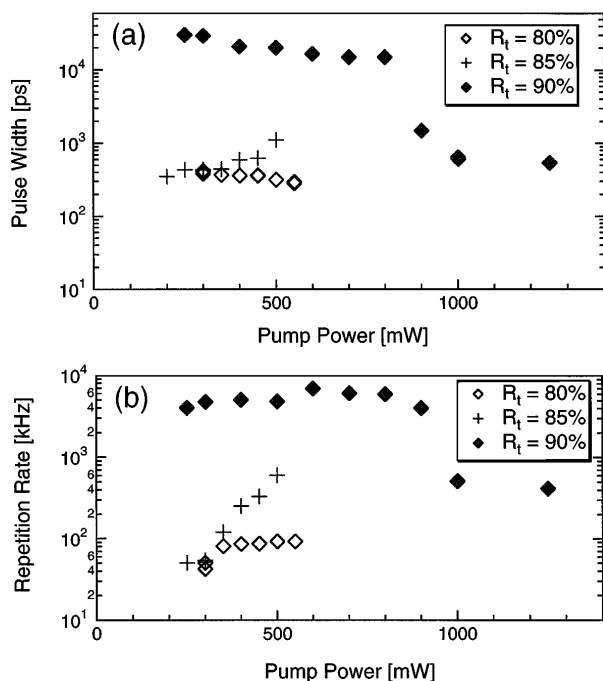 (a)
R_t = 80%
R_t = 85%
R_t = 90%
Pulse Width [ps]
10^4
10^3
10^2
10^1
0 500 1000
Pump Power [mW]
(b)
R_t = 80%
R_t = 85%
R_t = 90%
Repetition Rate [kHz]
10^4
6
4
2
10^3
6
4
2
10^2
6
4
2
10^1
0 500 1000
Pump Power [mW]